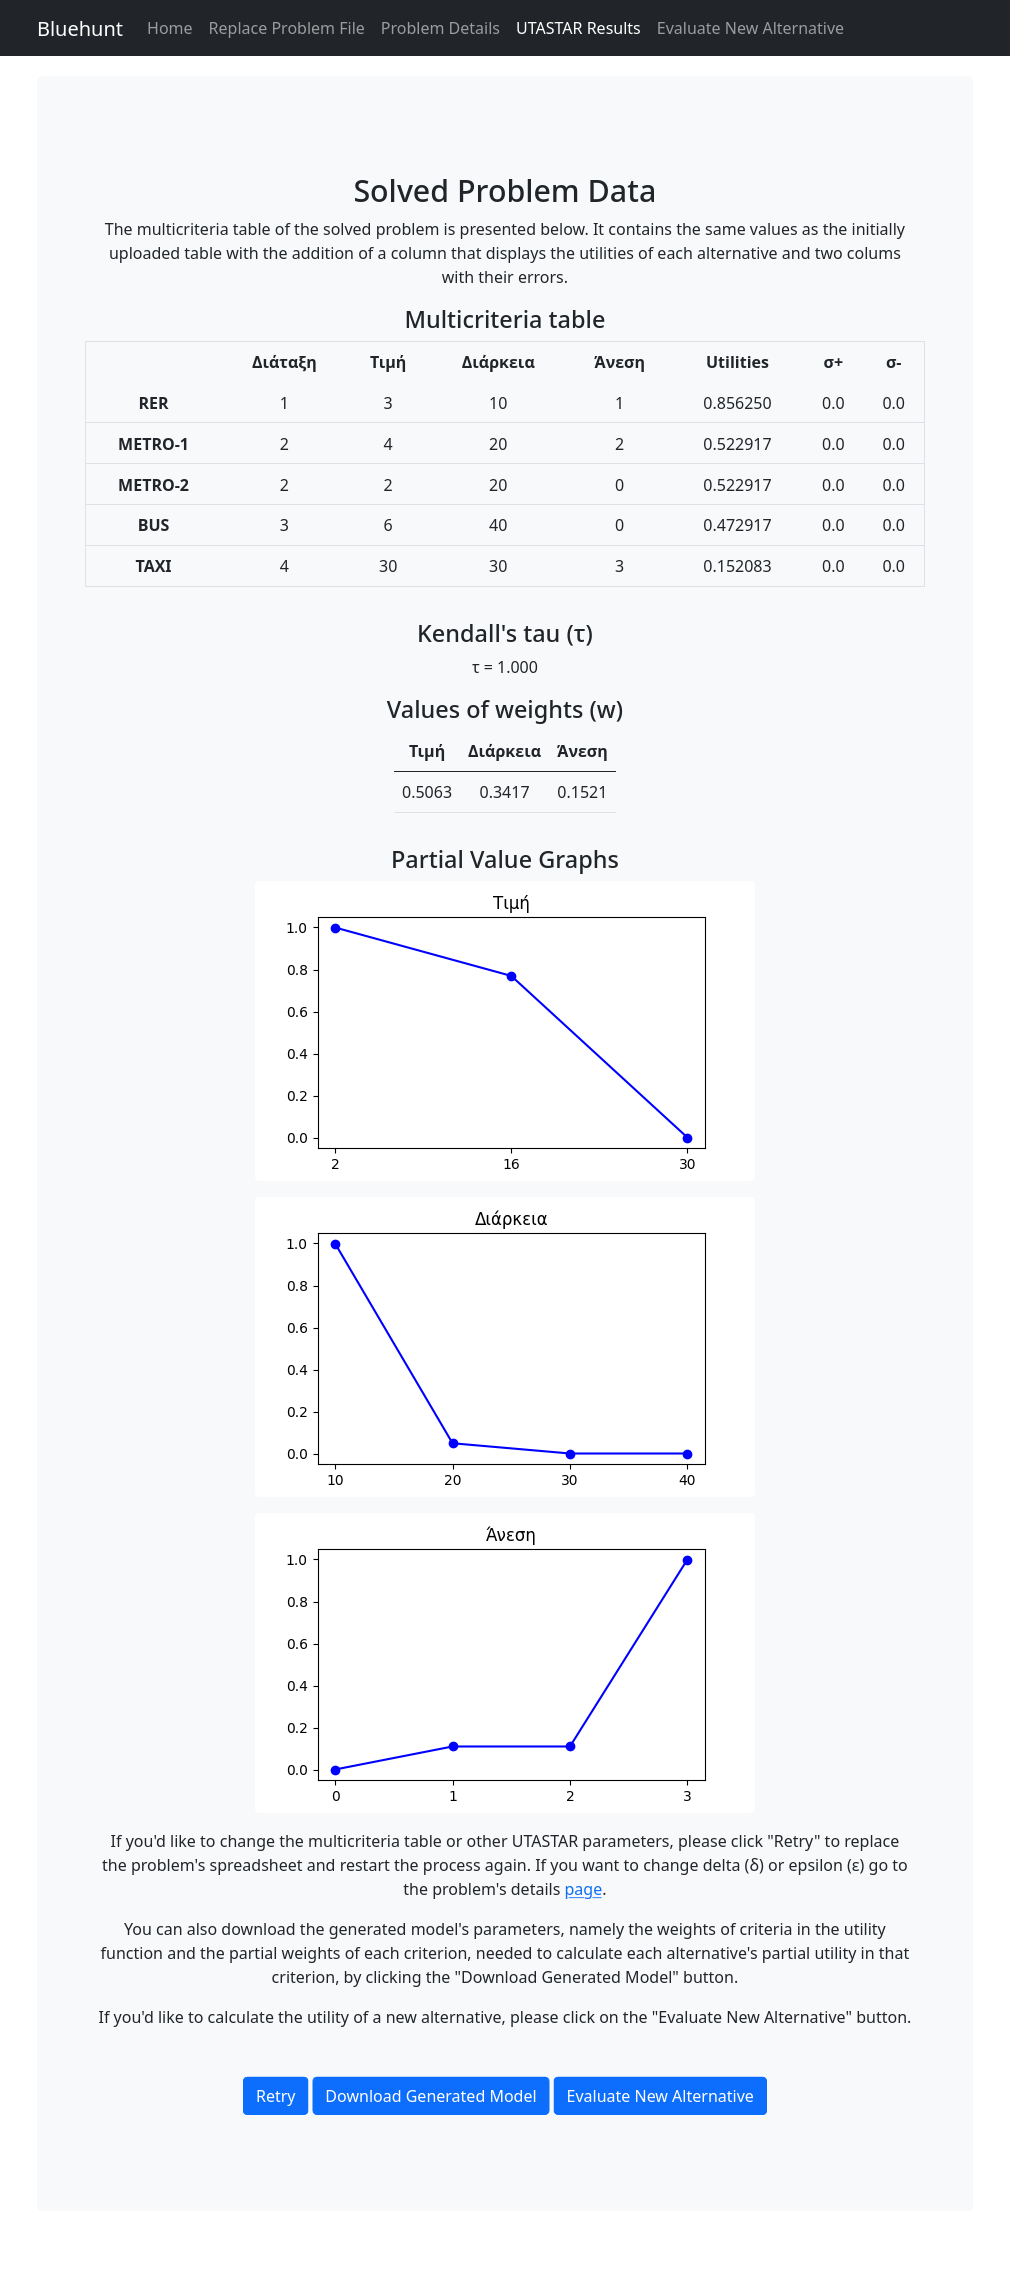 Bluehunt Home Replace Problem File Problem Details UTASTAR Results Evaluate New Alternative
Solved Problem Data
The multicriteria table of the solved problem is presented below. It contains the same values as the initially
uploaded table with the addition of a column that displays the utilities of each alternative and two colums
with their errors.
Multicriteria table
Διάταξη Τιμή Διάρκεια Άνεση Utilities σ+ σ-
RER 1 3 10 1 0.856250 0.0 0.0
METRO-1 2 4 20 2 0.522917 0.0 0.0
METRO-2 2 2 20 0 0.522917 0.0 0.0
BUS 3 6 40 0 0.472917 0.0 0.0
TAXI 4 30 30 3 0.152083 0.0 0.0
Kendall's tau (τ)
τ = 1.000
Values of weights (w)
Τιμή Διάρκεια Άνεση
0.5063 0.3417 0.1521
Partial Value Graphs
Τιμή
1.0
0.8
0.6
0.4
0.2
0.0
2 16 30
Διάρκεια
1.0
0.8
0.6
0.4
0.2
0.0
10 20 30 40
Άνεση
1.0
0.8
0.6
0.4
0.2
0.0
0 1 2 3
If you'd like to change the multicriteria table or other UTASTAR parameters, please click "Retry" to replace
the problem's spreadsheet and restart the process again. If you want to change delta (δ) or epsilon (ε) go to
the problem's details page.
You can also download the generated model's parameters, namely the weights of criteria in the utility
function and the partial weights of each criterion, needed to calculate each alternative's partial utility in that
criterion, by clicking the "Download Generated Model" button.
If you'd like to calculate the utility of a new alternative, please click on the "Evaluate New Alternative" button.
Retry Download Generated Model Evaluate New Alternative